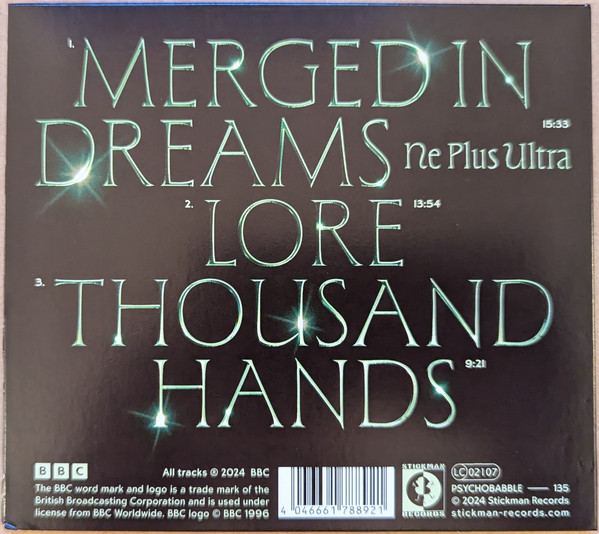 1. MERGED IN
15:33
DREAMS Ne Plus Ultra
2. LORE 13:54
3. THOUSAND
HANDS 9:21
BBC
All tracks ℗ 2024 BBC
The BBC word mark and logo is a trade mark of the
British Broadcasting Corporation and is used under
license from BBC Worldwide. BBC logo © BBC 1996
4 046661 788921
STICKMAN
RECORDS
LC 02107
PSYCHOBABBLE — 135
© 2024 Stickman Records
stickman-records.com